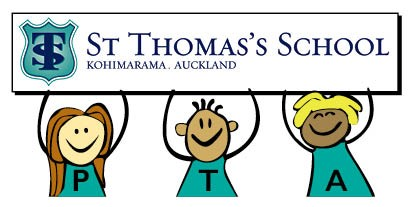 ST
ST THOMAS'S SCHOOL
KOHIMARAMA. AUCKLAND
P T A